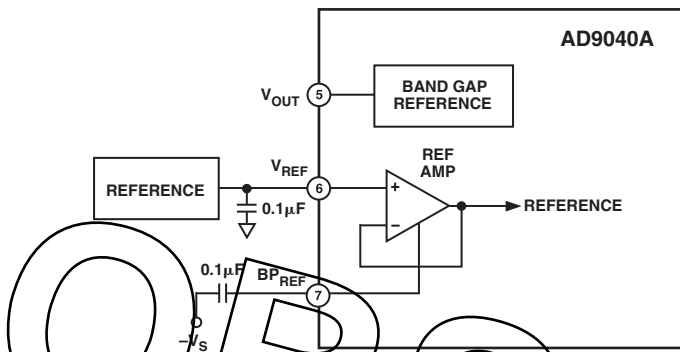 AD9040A
BAND GAP
REFERENCE
V_OUT
5
REF
AMP
V_REF
REFERENCE
6
+
REFERENCE
0.1µF
−
0.1µF
BP_REF
7
−V_S